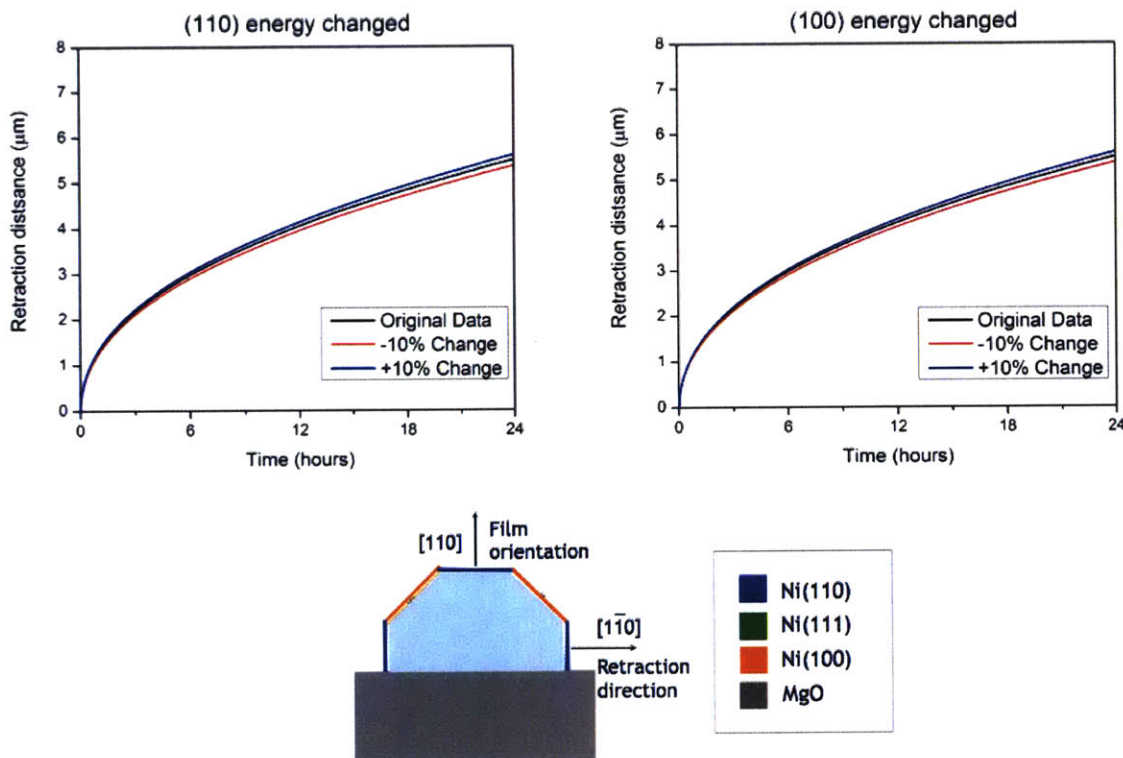 (110) energy changed
Retraction distsance (μm)
8
7
6
5
4
3
2
1
0
Original Data
-10% Change
+10% Change
0 6 12 18 24
Time (hours)
(100) energy changed
Retraction distsance (μm)
8
7
6
5
4
3
2
1
0
Original Data
-10% Change
+10% Change
0 6 12 18 24
Time (hours)
[110] Film
orientation
[11̅0]
Retraction
direction
Ni(110)
Ni(111)
Ni(100)
MgO